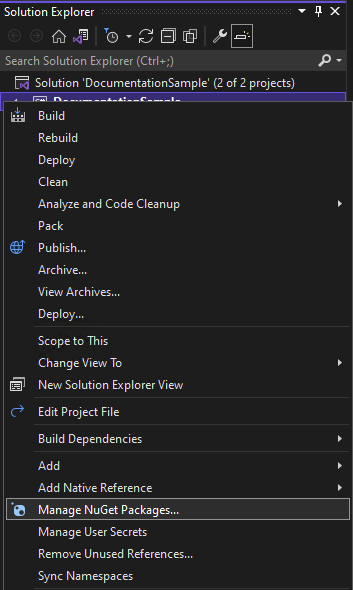 Solution Explorer
Search Solution Explorer (Ctrl+;)
Solution 'DocumentationSample' (2 of 2 projects)
DocumentationSample
Build
Rebuild
Deploy
Clean
Analyze and Code Cleanup
Pack
Publish...
Archive...
View Archives...
Deploy...
Scope to This
Change View To
New Solution Explorer View
Edit Project File
Build Dependencies
Add
Add Native Reference
Manage NuGet Packages...
Manage User Secrets
Remove Unused References...
Sync Namespaces